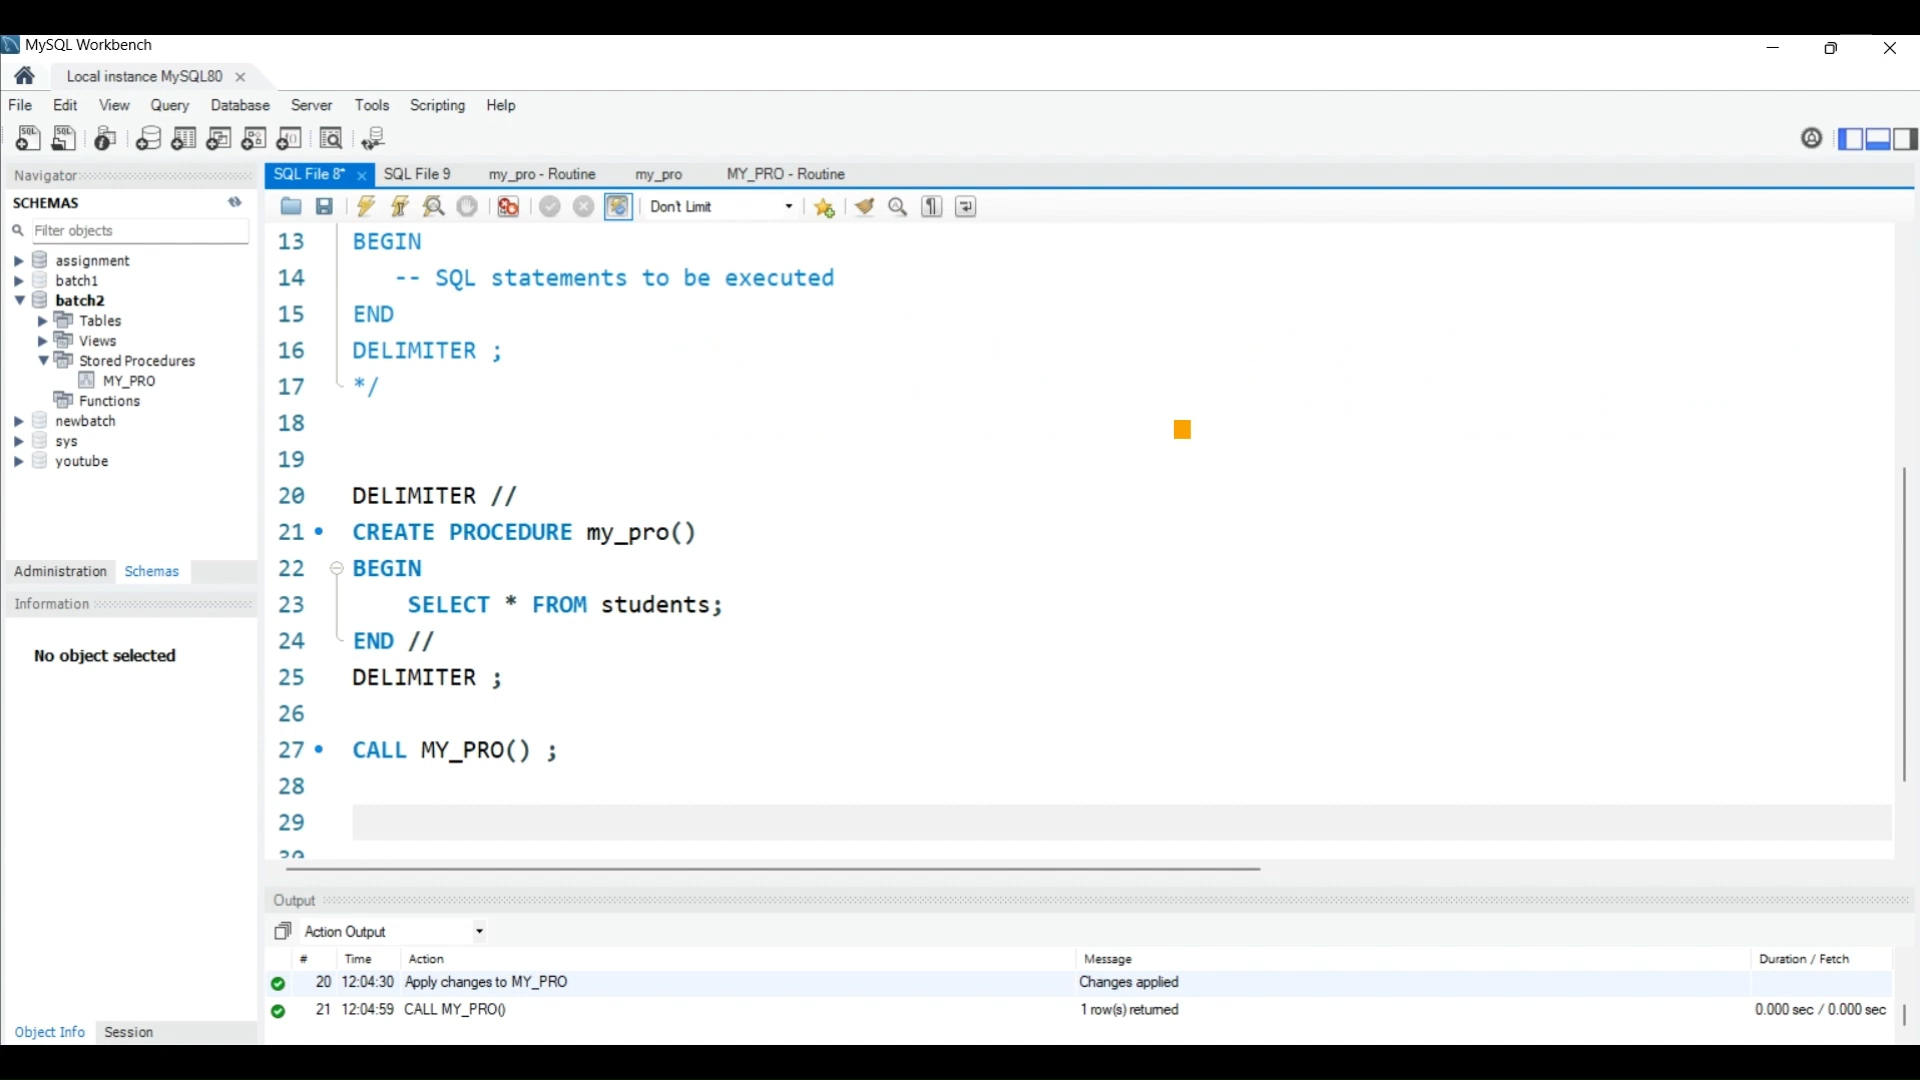 MySQL Workbench
Local instance MySQL80
File Edit View Query Database Server Tools Scripting Help
Navigator
SCHEMAS
Filter objects
assignment
batch1
batch2
Tables
Views
Stored Procedures
MY_PRO
Functions
newbatch
sys
youtube
Administration Schemas
Information
No object selected
Object Info Session
SQL File 8* SQL File 9 my_pro - Routine my_pro MY_PRO - Routine
Don't Limit
13 BEGIN
14 -- SQL statements to be executed
15 END
16 DELIMITER ;
17 */
18
19
20 DELIMITER //
21 CREATE PROCEDURE my_pro()
22 BEGIN
23 SELECT * FROM students;
24 END //
25 DELIMITER ;
26
27 CALL MY_PRO() ;
28
29
30
Output
Action Output
# Time Action Message Duration / Fetch
20 12:04:30 Apply changes to MY_PRO Changes applied
21 12:04:59 CALL MY_PRO() 1 row(s) returned 0.000 sec / 0.000 sec